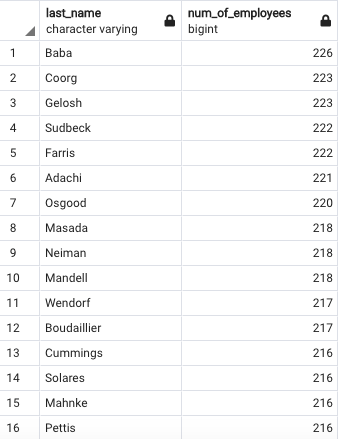 last_name num_of_employees
character varying bigint
1 Baba 226
2 Coorg 223
3 Gelosh 223
4 Sudbeck 222
5 Farris 222
6 Adachi 221
7 Osgood 220
8 Masada 218
9 Neiman 218
10 Mandell 218
11 Wendorf 217
12 Boudaillier 217
13 Cummings 216
14 Solares 216
15 Mahnke 216
16 Pettis 216